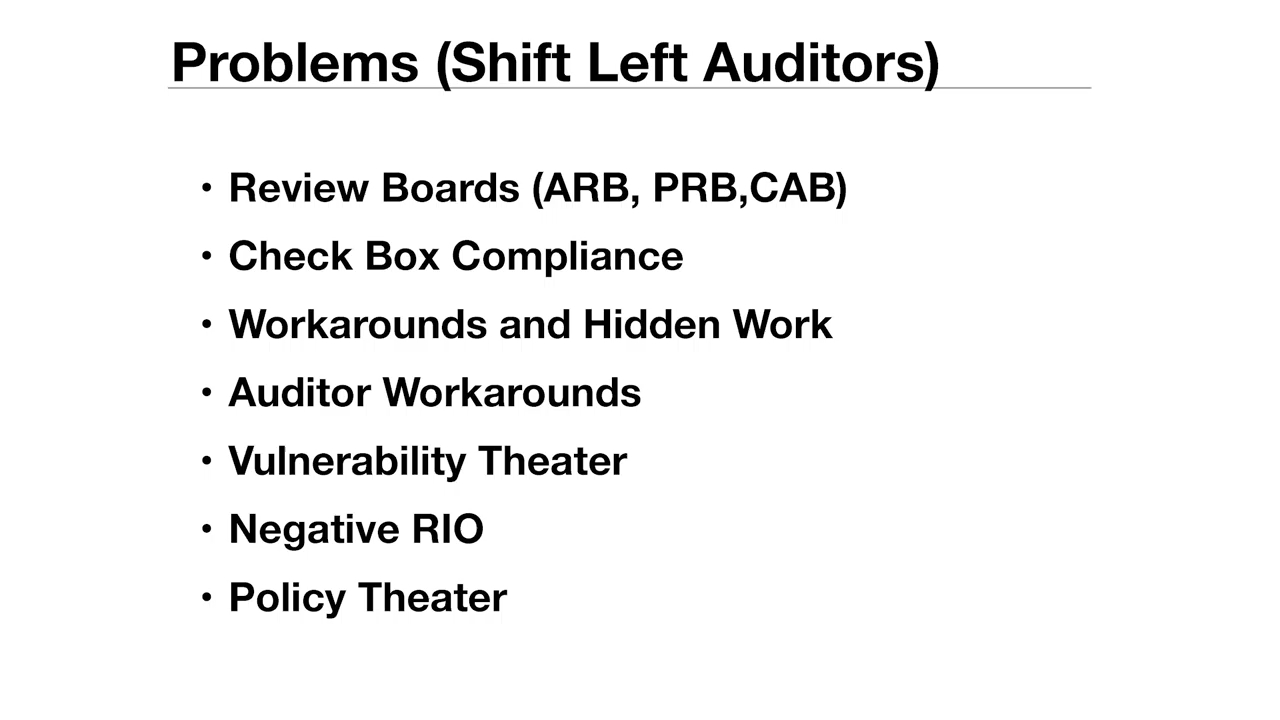 Problems (Shift Left Auditors)
• Review Boards (ARB, PRB,CAB)
• Check Box Compliance
• Workarounds and Hidden Work
• Auditor Workarounds
• Vulnerability Theater
• Negative RIO
• Policy Theater